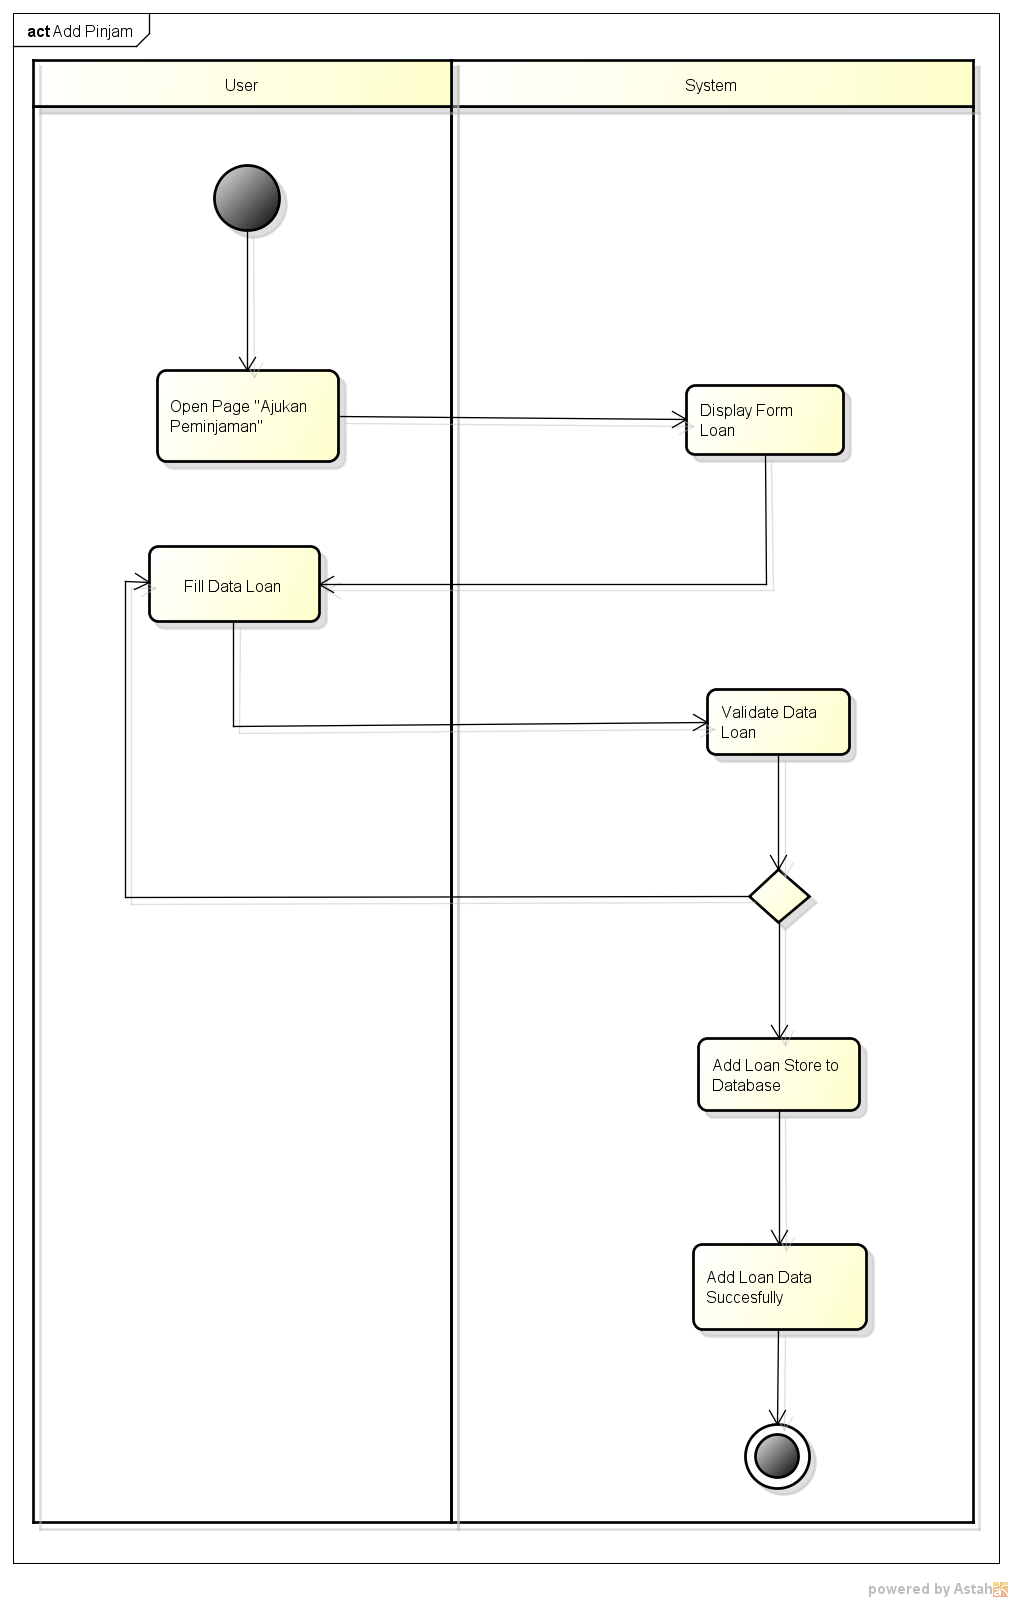 act Add Pinjam
User
System
Open Page "Ajukan
Peminjaman"
Display Form
Loan
Fill Data Loan
Validate Data
Loan
Add Loan Store to
Database
Add Loan Data
Succesfully
powered by Astah